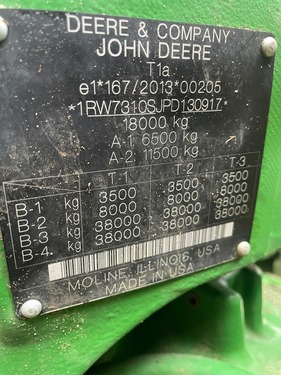 DEERE & COMPANY
JOHN DEERE
T1a
e1*167/2013*00205
*1RW7310SJPD130917*
18000 kg
A-1 6500 kg
A-2 11500 kg
T-1 T-2 T-3
B-1 kg 3500 3500 3500
B-2 kg 8000 8000 8000
B-3 kg 38000 38000 38000
B-4 kg 38000 38000 38000
MOLINE, ILLINOIS, USA
MADE IN USA